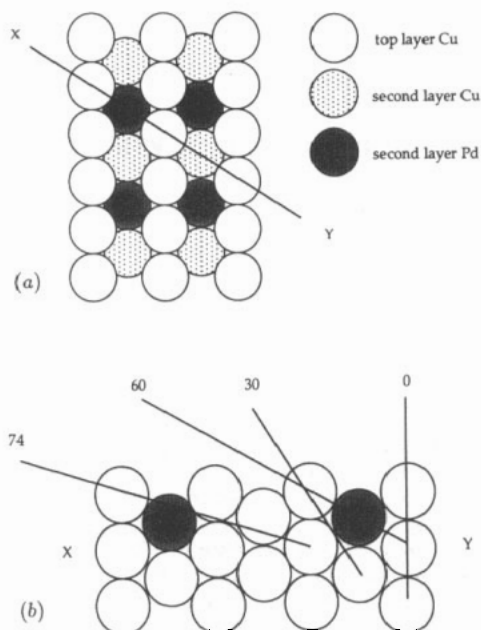 X
top layer Cu
second layer Cu
second layer Pd
Y
(a)
0
60
30
74
X
Y
(b)